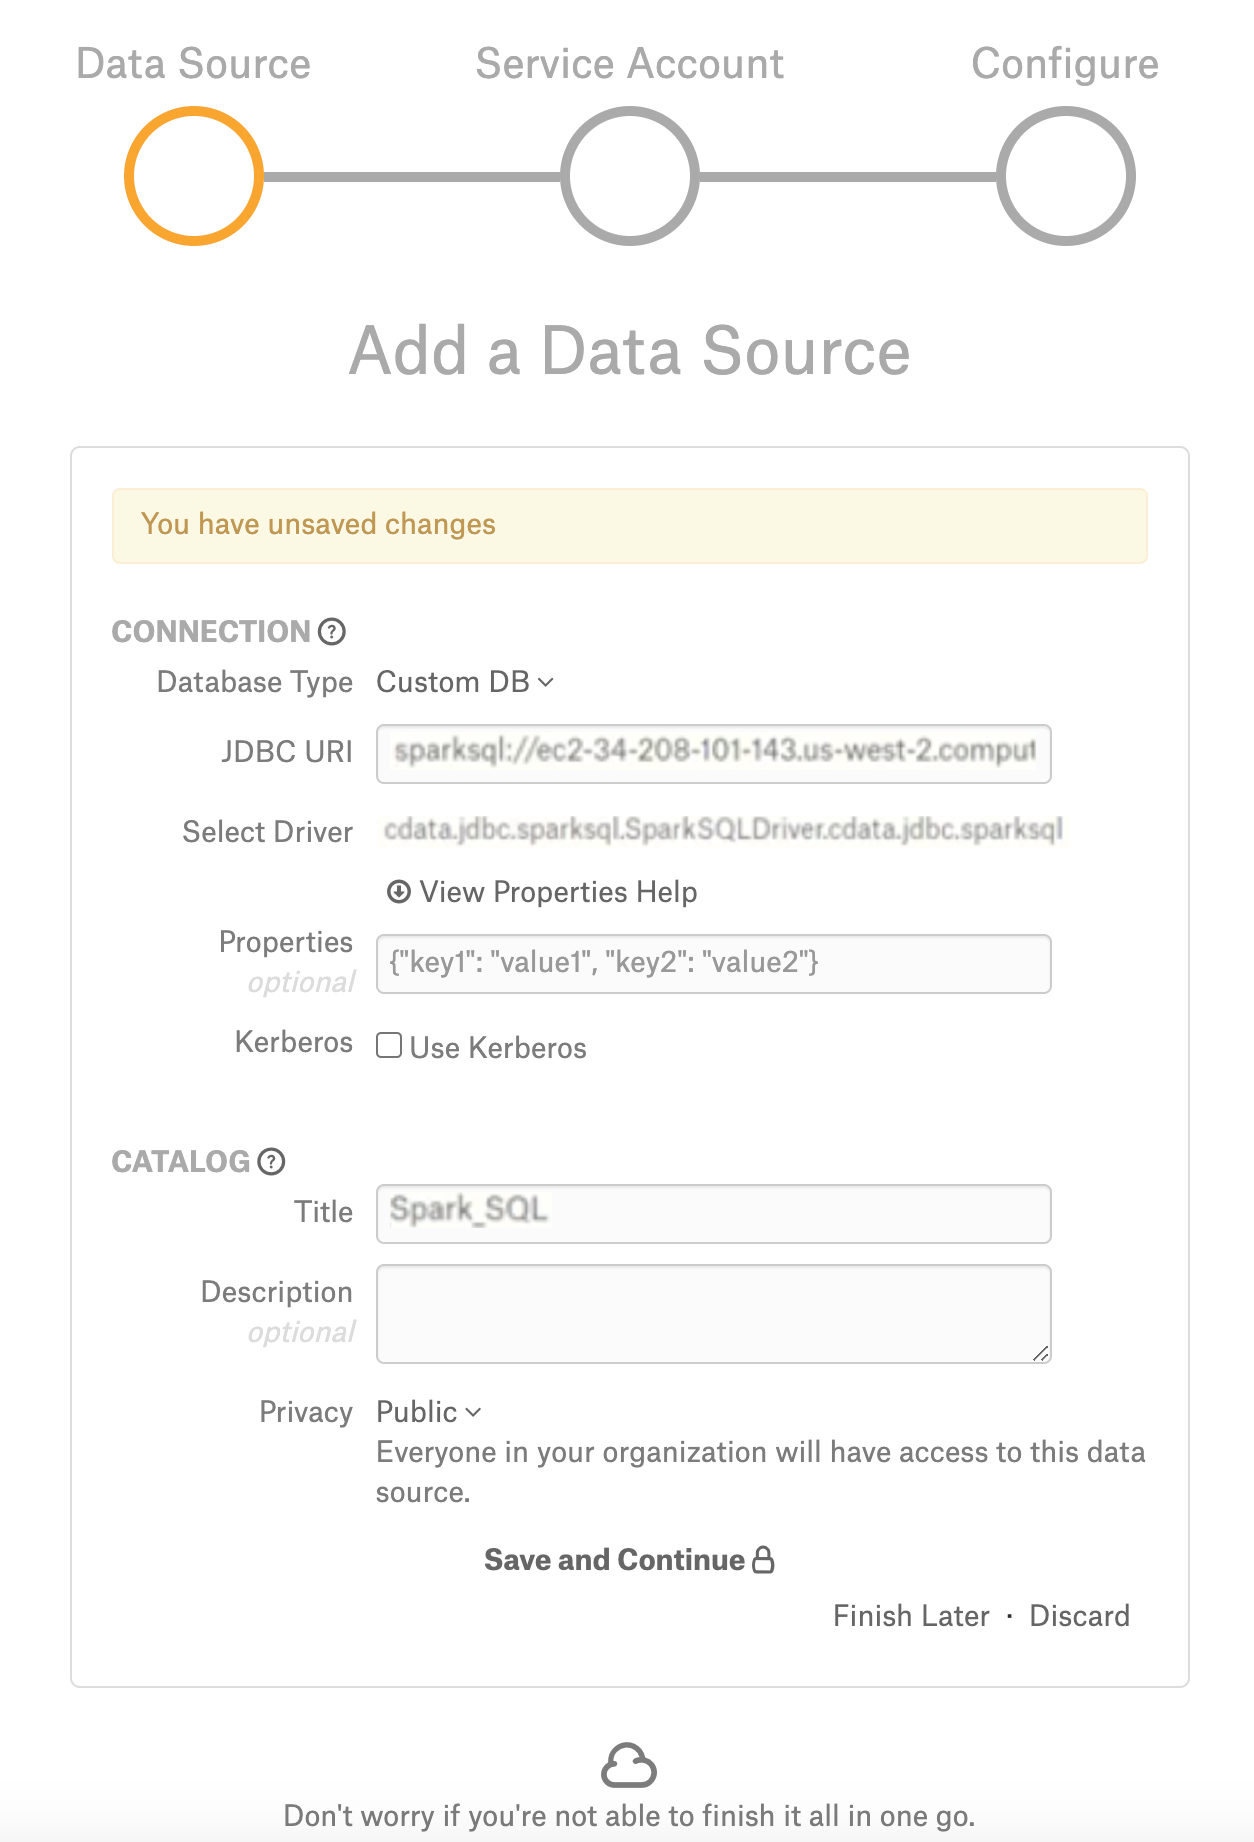 Data Source Service Account Configure
Add a Data Source
You have unsaved changes
CONNECTION ?
Database Type Custom DB
JDBC URI sparksql://ec2-34-208-101-143.us-west-2.comput
Select Driver cdata.jdbc.sparksql.SparkSQLDriver.cdata.jdbc.sparksql
View Properties Help
Properties
optional {"key1": "value1", "key2": "value2"}
Kerberos Use Kerberos
CATALOG ?
Title Spark_SQL
Description
optional
Privacy Public
Everyone in your organization will have access to this data
source.
Save and Continue
Finish Later · Discard
Don't worry if you're not able to finish it all in one go.